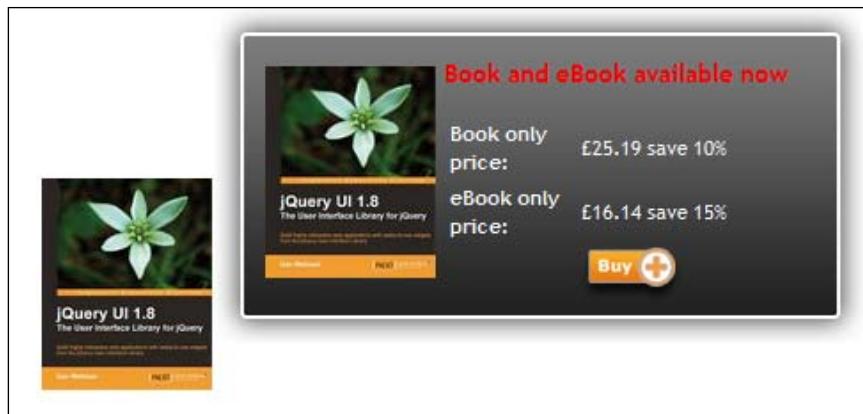 Book and eBook available now
Book only price: £25.19 save 10%
eBook only price: £16.14 save 15%
Buy
jQuery UI 1.8
The User Interface Library for jQuery
PACKT
jQuery UI 1.8
The User Interface Library for jQuery
PACKT